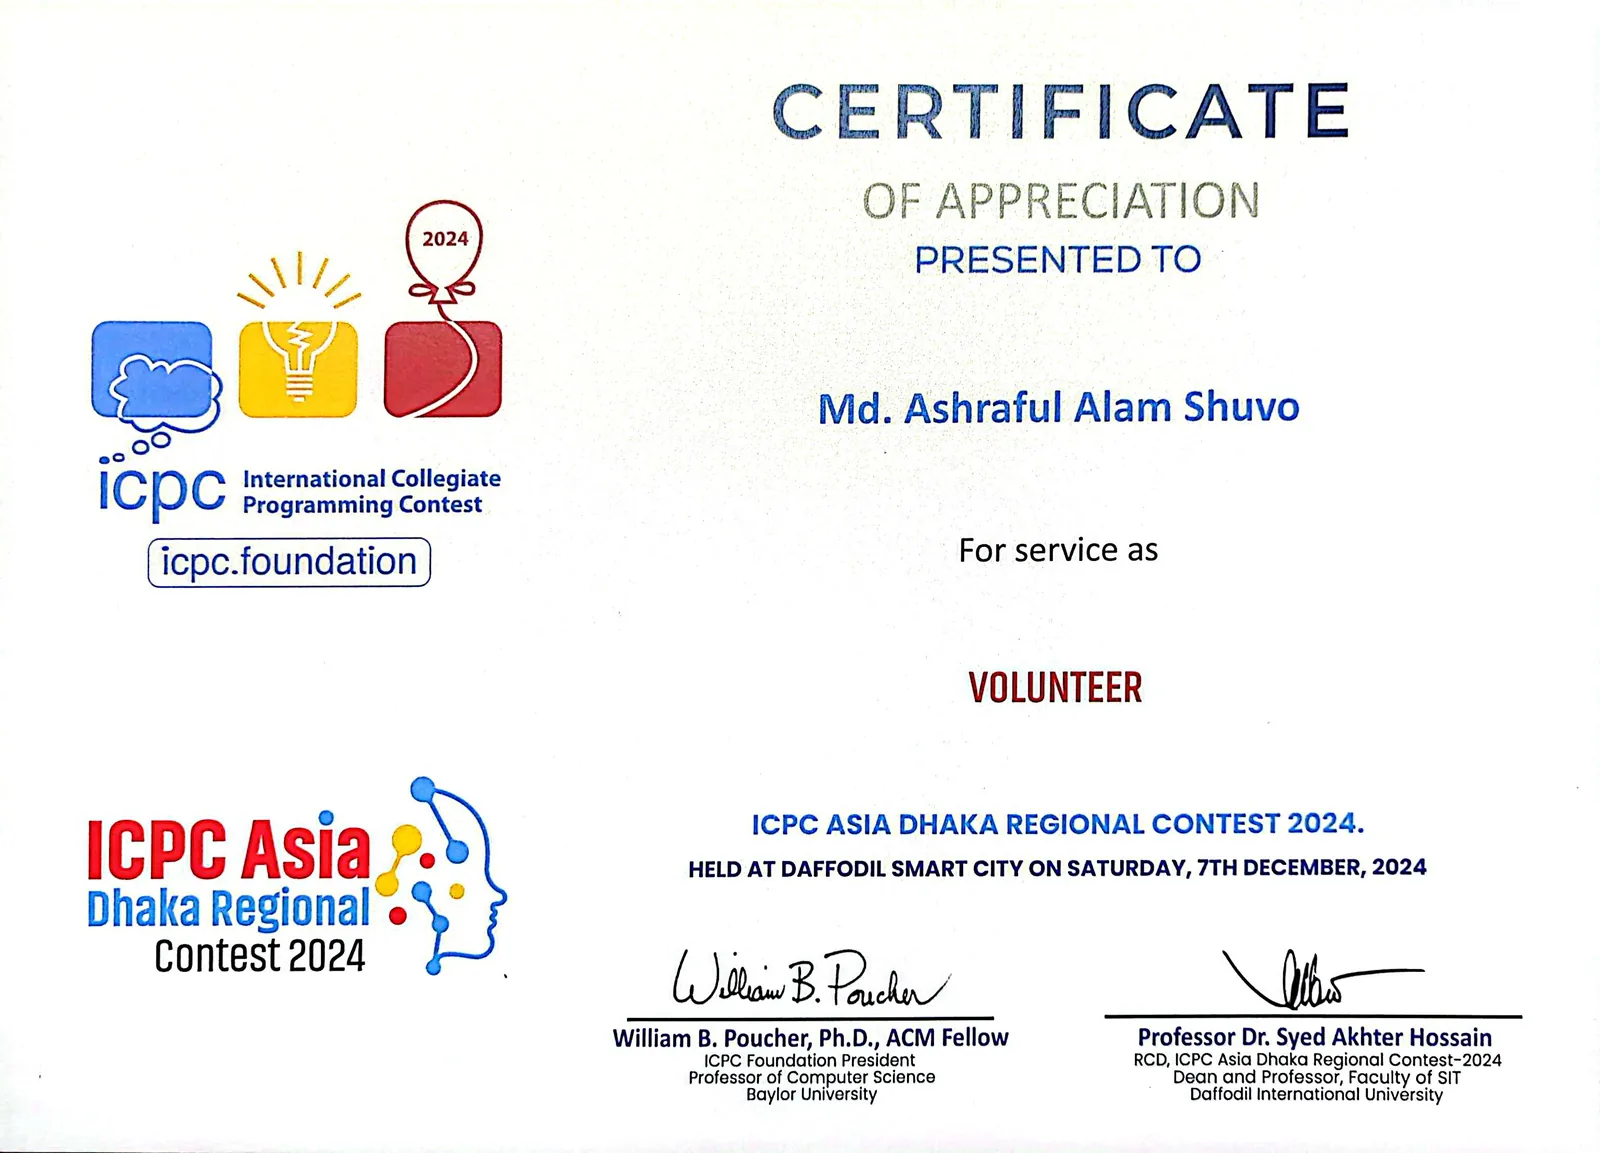 CERTIFICATE
OF APPRECIATION
PRESENTED TO
Md. Ashraful Alam Shuvo
For service as
VOLUNTEER
ICPC ASIA DHAKA REGIONAL CONTEST 2024.
HELD AT DAFFODIL SMART CITY ON SATURDAY, 7TH DECEMBER, 2024
2024
icpc International Collegiate
Programming Contest
icpc.foundation
ICPC Asia
Dhaka Regional
Contest 2024
William B. Poucher
William B. Poucher, Ph.D., ACM Fellow
ICPC Foundation President
Professor of Computer Science
Baylor University
Professor Dr. Syed Akhter Hossain
RCD, ICPC Asia Dhaka Regional Contest-2024
Dean and Professor, Faculty of SIT
Daffodil International University